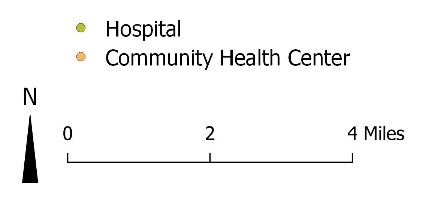 Hospital
Community Health Center
N
0 2 4 Miles